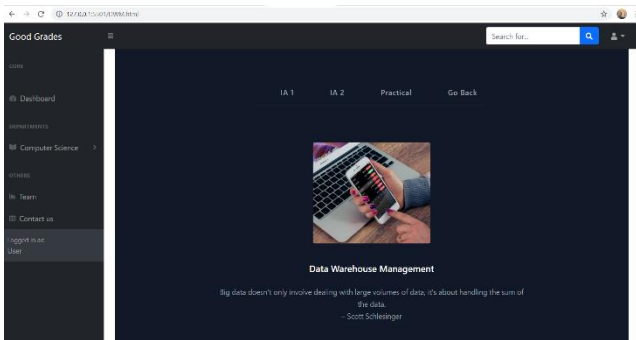 127.0.0.1:5501/DWM.html
Good Grades
Search for...
CORE
Dashboard
DEPARTMENTS
Computer Science
OTHERS
Team
Contact us
Logged in as:
User
IA 1 IA 2 Practical Go Back
Data Warehouse Management
Big data doesn't only involve dealing with large volumes of data; it's about handling the sum of
the data.
– Scott Schlesinger